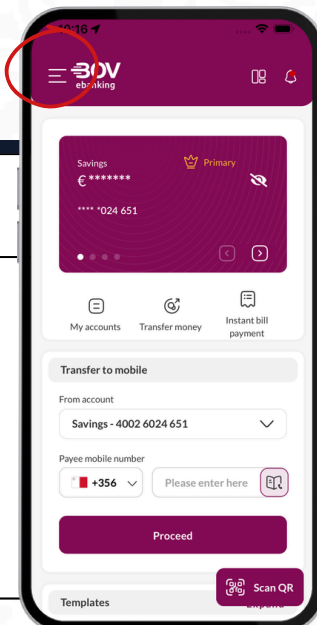 BOV
ebanking
Savings
Primary
€*******
**** *024 651
My accounts
Transfer money
Instant bill
payment
Transfer to mobile
From account
Savings - 4002 6024 651
Payee mobile number
+356
Please enter here
Proceed
Scan QR
Templates